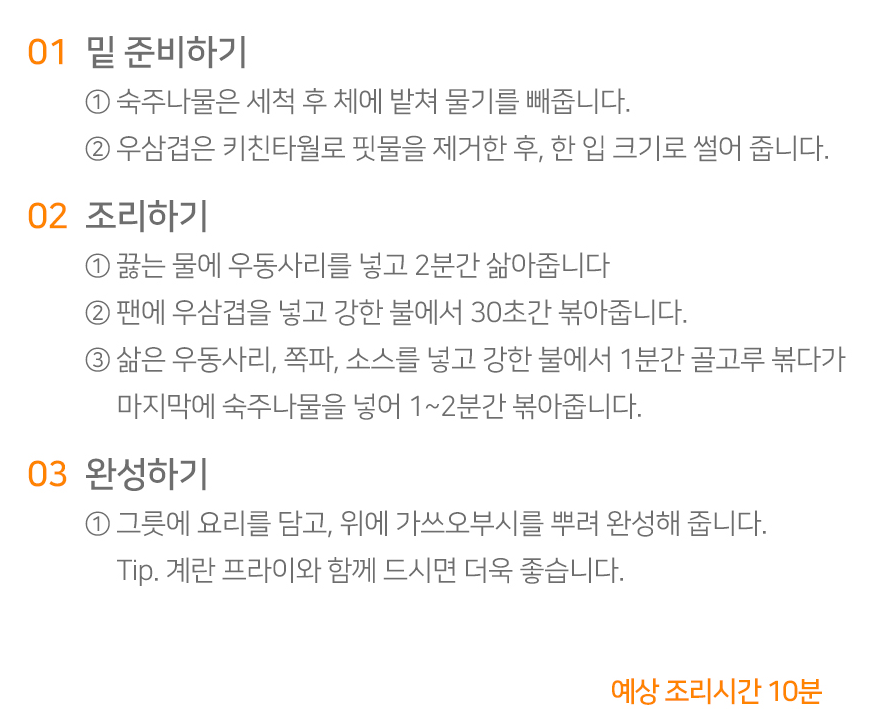 01 밑 준비하기
① 숙주나물은 세척 후 체에 밭쳐 물기를 빼줍니다.
② 우삼겹은 키친타월로 핏물을 제거한 후, 한 입 크기로 썰어 줍니다.
02 조리하기
① 끓는 물에 우동사리를 넣고 2분간 삶아줍니다
② 팬에 우삼겹을 넣고 강한 불에서 30초간 볶아줍니다.
③ 삶은 우동사리, 쪽파, 소스를 넣고 강한 불에서 1분간 골고루 볶다가
마지막에 숙주나물을 넣어 1~2분간 볶아줍니다.
03 완성하기
① 그릇에 요리를 담고, 위에 가쓰오부시를 뿌려 완성해 줍니다.
Tip. 계란 프라이와 함께 드시면 더욱 좋습니다.
예상 조리시간 10분